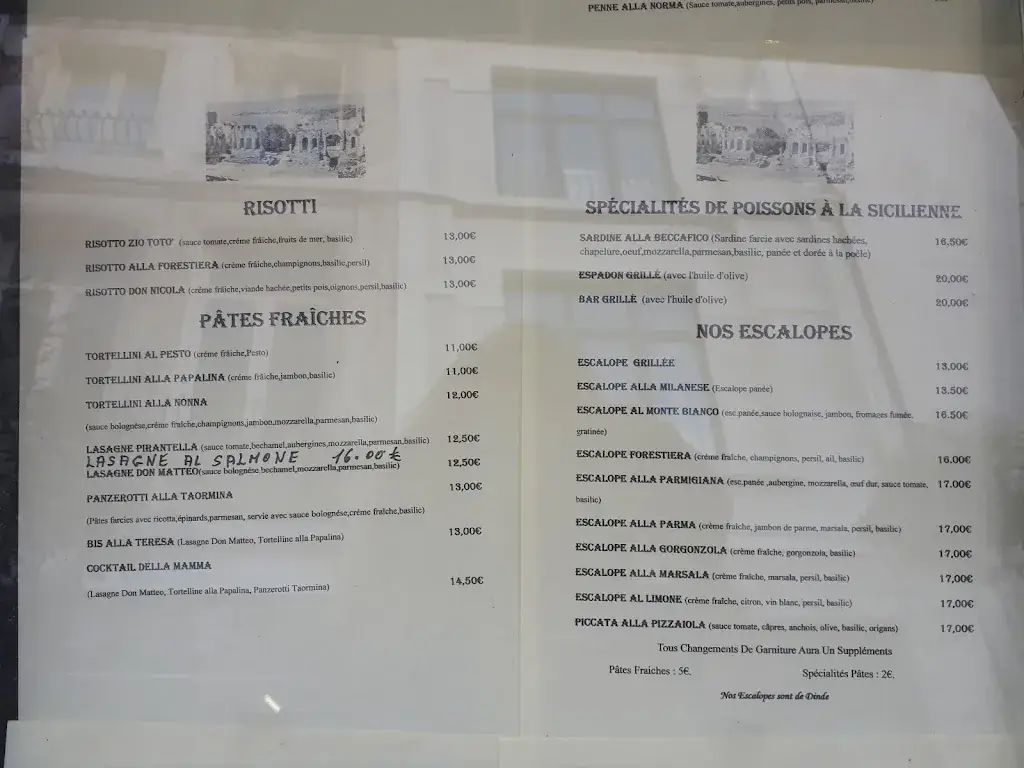 PENNE ALLA NORMA (Sauce tomate,aubergines, petits pois, parmesan,basilic)
RISOTTI
RISOTTO ZIO TOTO' (sauce tomate,crème fraîche,fruits de mer, basilic) 13,00€
RISOTTO ALLA FORESTIERA (crème fraîche,champignons,basilic,persil) 13,00€
RISOTTO DON NICOLA (crème fraîche,viande hachée,petits pois,oignons,persil,basilic) 13,00€
PÂTES FRAÎCHES
TORTELLINI AL PESTO (crème fraîche,Pesto) 11,00€
TORTELLINI ALLA PAPALINA (crème fraîche,jambon,basilic) 11,00€
TORTELLINI ALLA NONNA 12,00€
(sauce bolognése,crème fraîche,champignons,jambon,mozzarella,parmesan,basilic)
LASAGNE PIRANTELLA (sauce tomate,bechamel,aubergines,mozzarella,parmesan,basilic) 12,50€
LASAGNE AL SALMONE 16.00€
LASAGNE DON MATTEO(sauce bolognése,bechamel,mozzarella,parmesan,basilic) 12,50€
PANZEROTTI ALLA TAORMINA 13,00€
(Pâtes farcies avec ricotta,épinards,parmesan, servie avec sauce bolognése,crème fraîche,basilic)
BIS ALLA TERESA (Lasagne Don Matteo, Tortelline alla Papalina) 13,00€
COCKTAIL DELLA MAMMA
(Lasagne Don Matteo, Tortelline alla Papalina, Panzerotti Taormina) 14,50€
SPÉCIALITÉS DE POISSONS À LA SICILIENNE
SARDINE ALLA BECCAFICO (Sardine farcie avec sardines hachées, 16,50€
chapelure,oeuf,mozzarella,parmesan,basilic, panée et dorée à la poêle)
ESPADON GRILLÉ (avec l'huile d'olive) 20,00€
BAR GRILLÉ (avec l'huile d'olive) 20,00€
NOS ESCALOPES
ESCALOPE GRILLÉE 13,00€
ESCALOPE ALLA MILANESE (Escalope panée) 13.50€
ESCALOPE AL MONTE BIANCO (esc.panée,sauce bolognaise, jambon, fromages fumée, 16.50€
gratinée)
ESCALOPE FORESTIERA (crème fraîche, champignons, persil, ail, basilic) 16.00€
ESCALOPE ALLA PARMIGIANA (esc.panée ,aubergine, mozzarella, œuf dur, sauce tomate, 17.00€
basilic)
ESCALOPE ALLA PARMA (crème fraîche, jambon de parme, marsala, persil, basilic) 17,00€
ESCALOPE ALLA GORGONZOLA (crème fraîche, gorgonzola, basilic) 17,00€
ESCALOPE ALLA MARSALA (crème fraîche, marsala, persil, basilic) 17,00€
ESCALOPE AL LIMONE (crème fraîche, citron, vin blanc, persil, basilic) 17,00€
PICCATA ALLA PIZZAIOLA (sauce tomate, câpres, anchois, olive, basilic, origans) 17,00€
Tous Changements De Garniture Aura Un Suppléments
Pâtes Fraiches : 5€. Spécialités Pâtes : 2€.
Nos Escalopes sont de Dinde